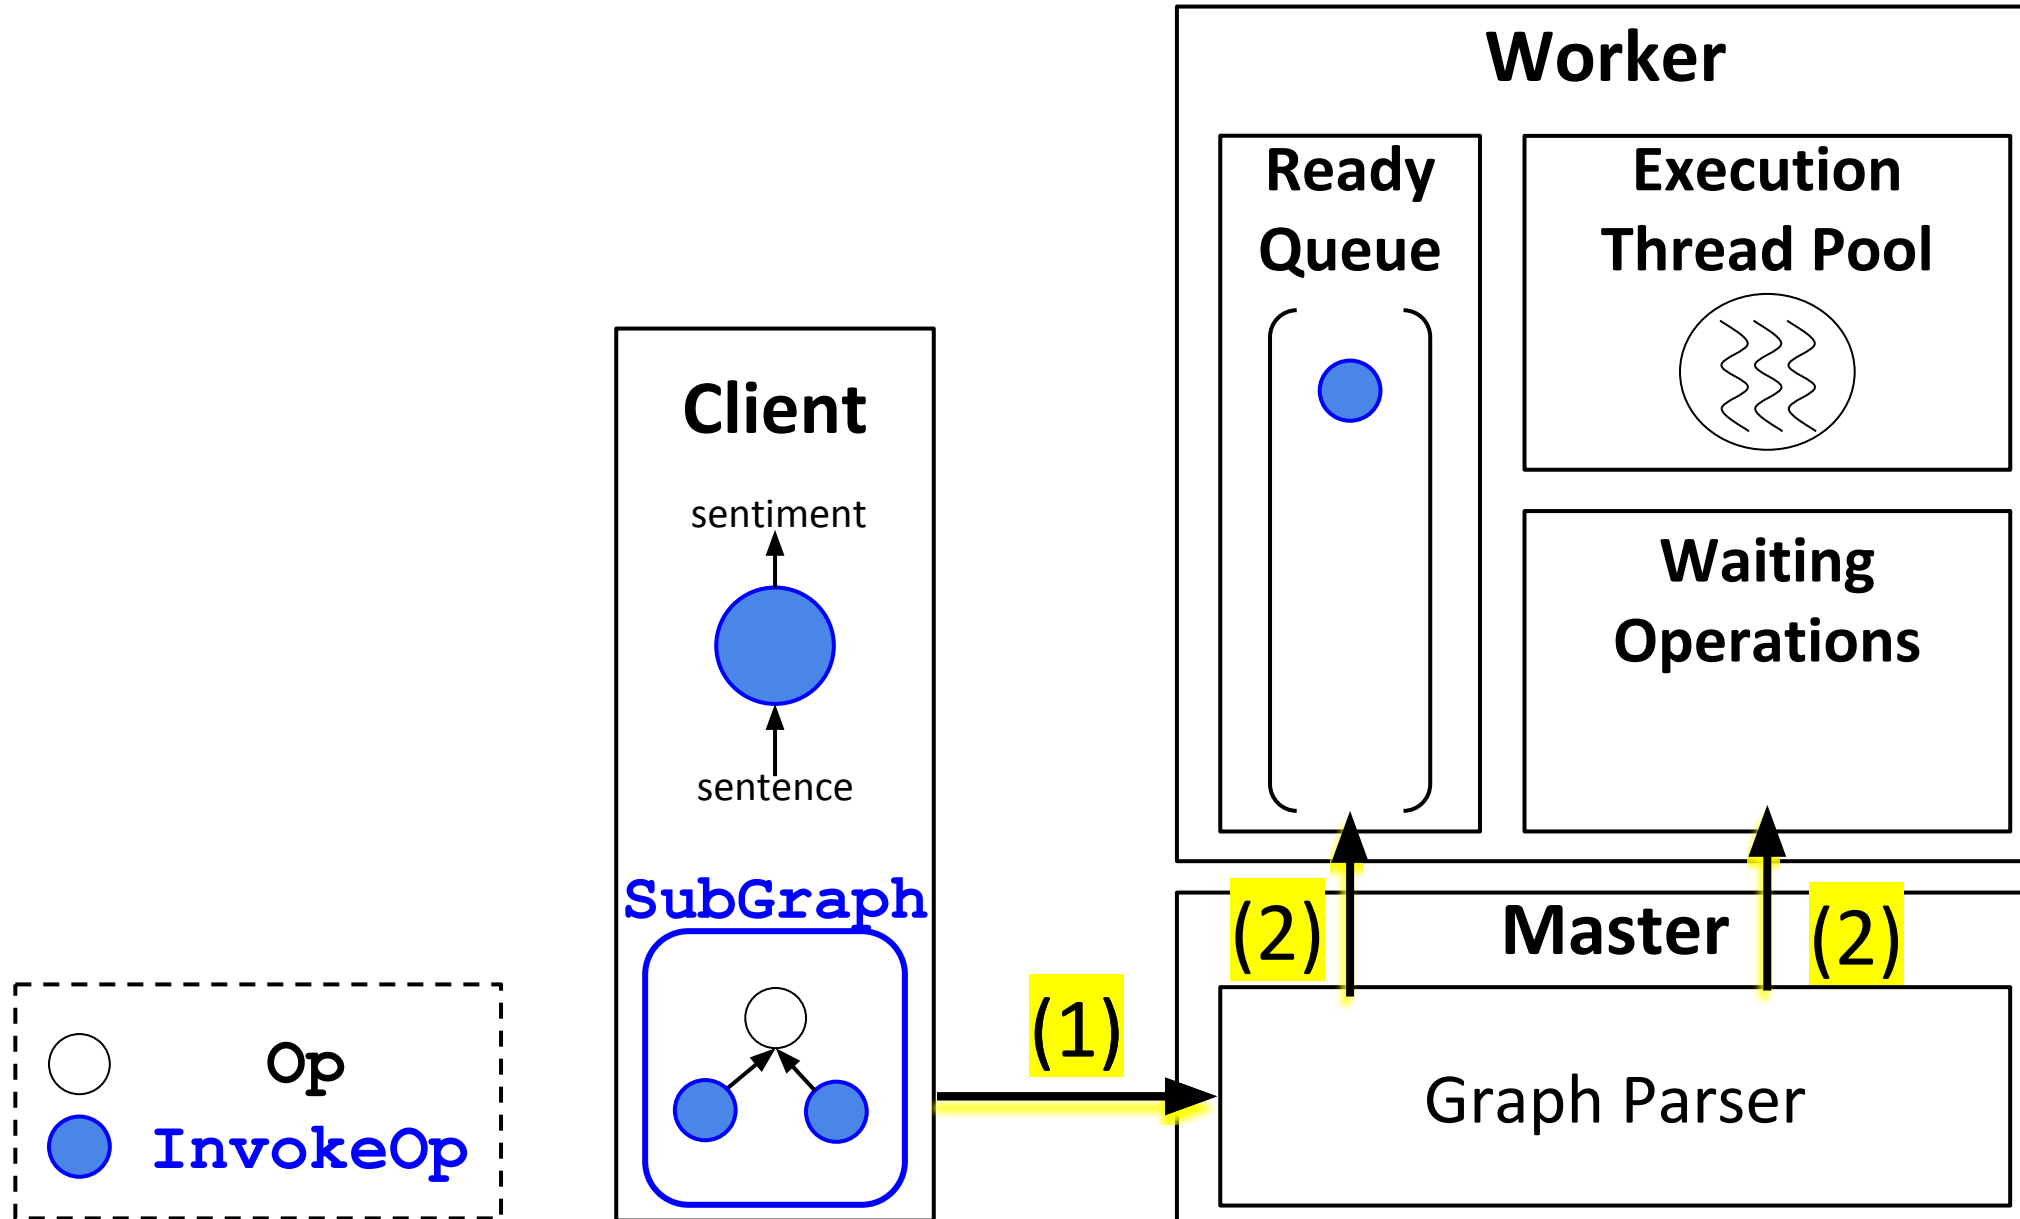 Worker
Ready
Queue
Execution
Thread Pool
Waiting
Operations
Client
sentiment
sentence
SubGraph
Op
InvokeOp
(1)
(2)
Master
(2)
Graph Parser